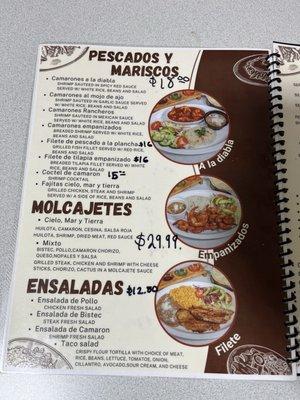 PESCADOS Y
MARISCOS
$18.00
• Camarones a la diabla
SHRIMP SAUTEED IN SPICY RED SAUCE
SERVED W/ WHITE RICE, BEANS AND SALAD
• Camarones al mojo de ajo
SHRIMP SAUTEED IN GARLIC SAUCE
SERVED W/ WHITE RICE, BEANS AND SALAD
• Camarones Rancheros
SHRIMP SAUTEED IN MEXICAN SAUCE
SERVED W/ WHITE RICE, BEANS AND SALAD
• Camarones empanizados
BREADED SHRIMP SERVED W/ WHITE RICE,
BEANS AND SALAD
• Filete de pescado a la plancha $16
GRILLED FISH FILLET SERVED W/ RED RICE,
BEANS AND SALAD
• Filete de tilapia empanizado $16
BREADED TILAPIA FILLET SERVED W/ WHITE
RICE, BEANS AND SALAD
• Coctel de camaron 15.00
SHRIMP COCKTAIL
• Fajitas cielo, mar y tierra
GRILLED CHICKEN, STEAK AND SHRIMP
SERVED W/ A SIDE OF RICE, BEANS AND SALAD
A la diabla
MOLCAJETES
• Cielo, Mar y Tierra
HUILOTA, CAMARON, CESINA, SALSA ROJA
HUILOTA, SHRIMP, DRIED MEAT, RED SAUCE
$29.99
• Mixto
BISTEC, POLLO,CAMARON CHORIZO,
QUESO,NOPALES Y SALSA
GRILLED STEAK, CHICKEN AND SHRIMP WITH CHEESE
STICKS, CHORIZO, CACTUS IN A MOLCAJETE SAUCE
Empanizados
ENSALADAS
$12.50
• Ensalada de Pollo
CHICKEN FRESH SALAD
• Ensalada de Bistec
STEAK FRESH SALAD
• Ensalada de Camaron
SHRIMP FRESH SALAD
• Taco salad
CRISPY FLOUR TORTILLA WITH CHOICE OF MEAT,
RICE, BEANS, LETTUCE, TOMATOE, ONION,
CILLANTRO, AVOCADO,SOUR CREAM, AND CHEESE
Filete